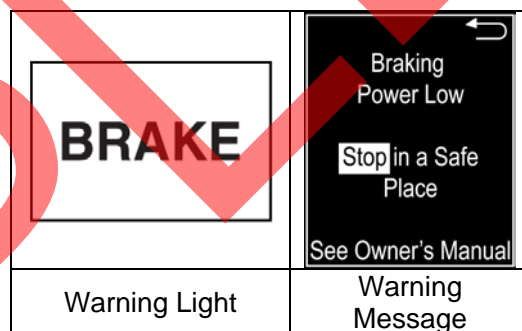 BRAKE
Braking
Power Low
Stop in a Safe
Place
See Owner's Manual
Warning Light
Warning
Message